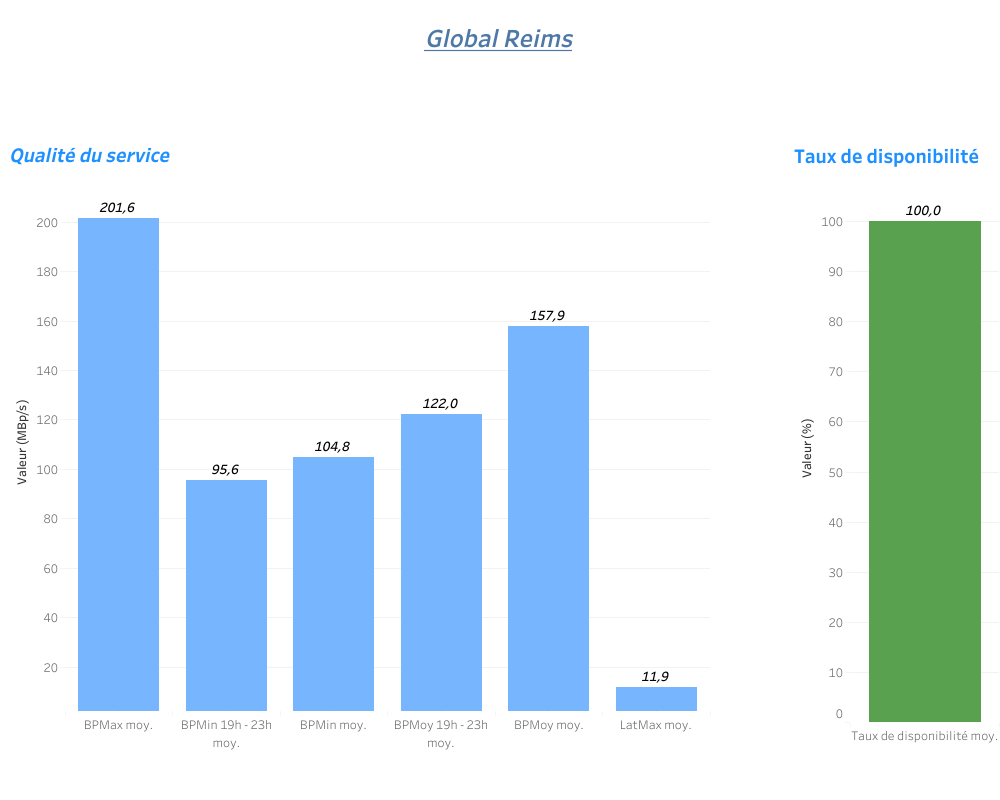 Global Reims
Qualité du service
Taux de disponibilité
201,6
95,6
104,8
122,0
157,9
11,9
200
180
160
140
120
100
80
60
40
20
Valeur (MBp/s)
BPMax moy.
BPMin 19h - 23h
moy.
BPMin moy.
BPMoy 19h - 23h
moy.
BPMoy moy.
LatMax moy.
100,0
100
90
80
70
60
50
40
30
20
10
0
Valeur (%)
Taux de disponibilité moy.